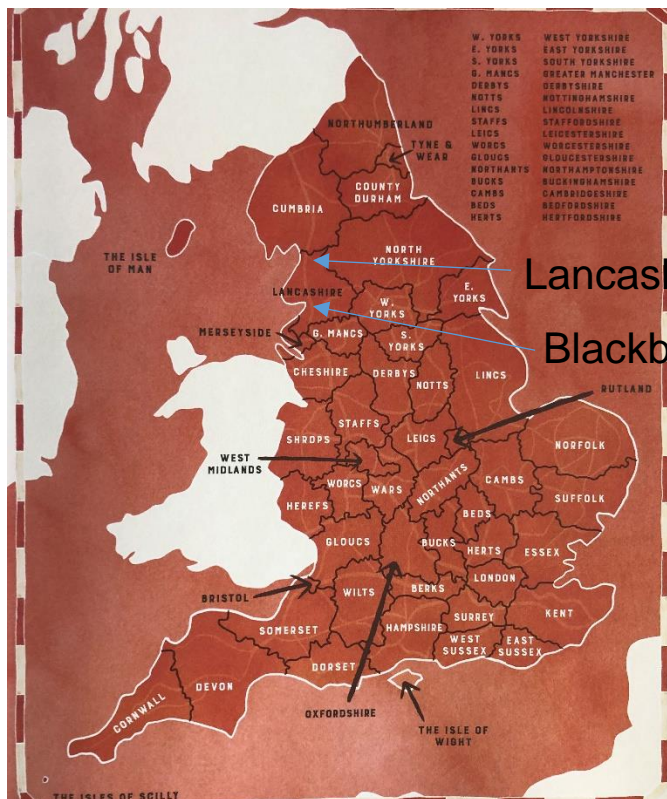 W. YORKS WEST YORKSHIRE
E. YORKS EAST YORKSHIRE
S. YORKS SOUTH YORKSHIRE
G. MANCS GREATER MANCHESTER
DERBYS DERBYSHIRE
NOTTS NOTTINGHAMSHIRE
LINCS LINCOLNSHIRE
STAFFS STAFFORDSHIRE
LEICS LEICESTERSHIRE
WORCS WORCESTERSHIRE
GLOUCS GLOUCESTERSHIRE
NORTHANTS NORTHAMPTONSHIRE
BUCKS BUCKINGHAMSHIRE
CAMBS CAMBRIDGESHIRE
BEDS BEDFORDSHIRE
HERTS HERTFORDSHIRE
NORTHUMBERLAND
TYNE &
WEAR
COUNTY
DURHAM
CUMBRIA
THE ISLE
OF MAN
NORTH
YORKSHIRE
Lancash
LANCASHIRE
E.
YORKS
W.
YORKS
MERSEYSIDE
G. MANCS
S.
YORKS
Blackb
CHESHIRE
DERBYS
NOTTS
LINCS
RUTLAND
STAFFS
SHROPS
LEICS
NORFOLK
WEST
MIDLANDS
WORCS
WARS
NORTHANTS
CAMBS
SUFFOLK
HEREFS
BEDS
GLOUCS
BUCKS
HERTS
ESSEX
LONDON
BRISTOL
WILTS
BERKS
KENT
SOMERSET
HAMPSHIRE
SURREY
WEST
SUSSEX
EAST
SUSSEX
DORSET
DEVON
CORNWALL
OXFORDSHIRE
THE ISLE OF
WIGHT
THE ISLES OF SCILLY